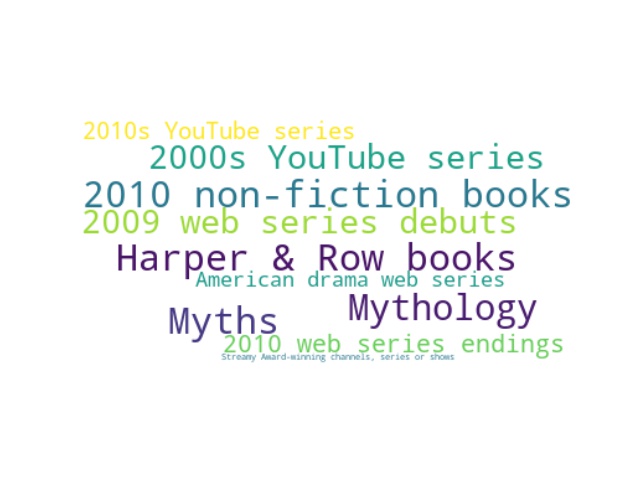 2010s YouTube series
2000s YouTube series
2010 non-fiction books
2009 web series debuts
Harper & Row books
American drama web series
Mythology
Myths
2010 web series endings
Streamy Award-winning channels, series or shows